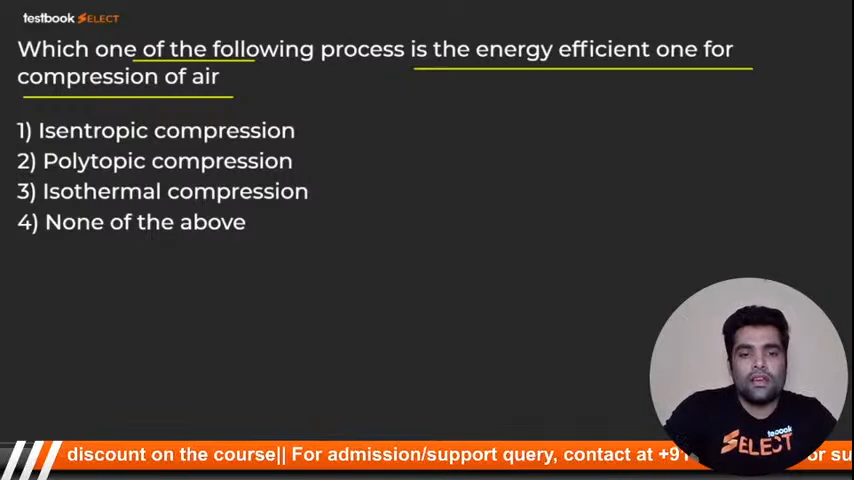 testbook SELECT
Which one of the following process is the energy efficient one for
compression of air
1) Isentropic compression
2) Polytopic compression
3) Isothermal compression
4) None of the above
testbook
SELECT
discount on the course|| For admission/support query, contact at +91